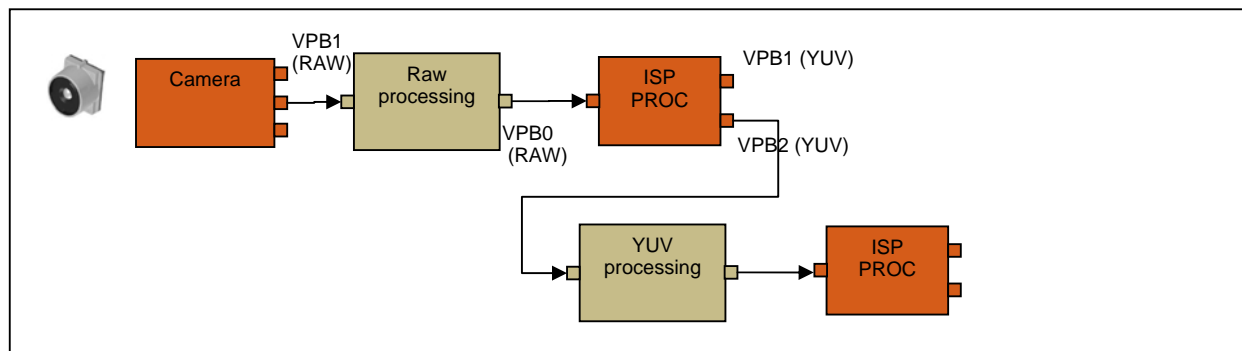 VPB1
(RAW)
Camera
Raw
processing
VPB0
(RAW)
ISP
PROC
VPB1 (YUV)
VPB2 (YUV)
YUV
processing
ISP
PROC